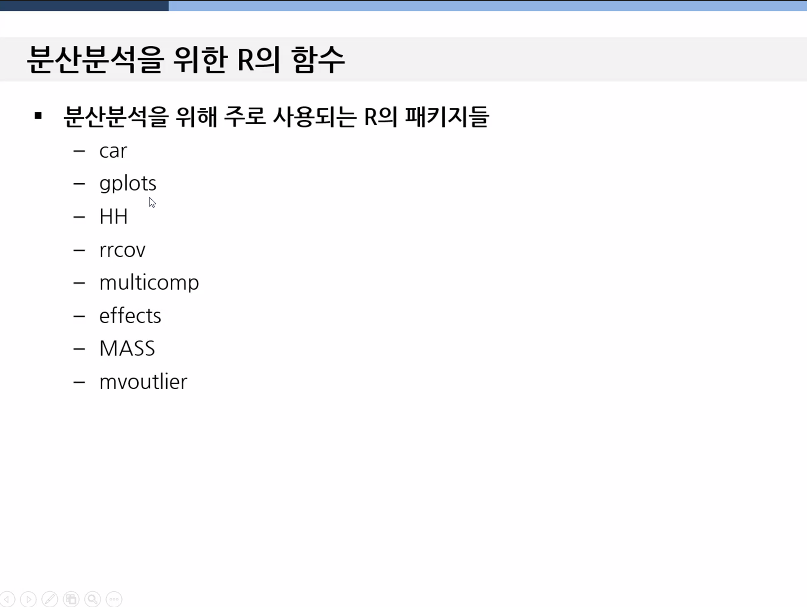 분산분석을 위한 R의 함수
▪ 분산분석을 위해 주로 사용되는 R의 패키지들
– car
– gplots
– HH
– rrcov
– multicomp
– effects
– MASS
– mvoutlier